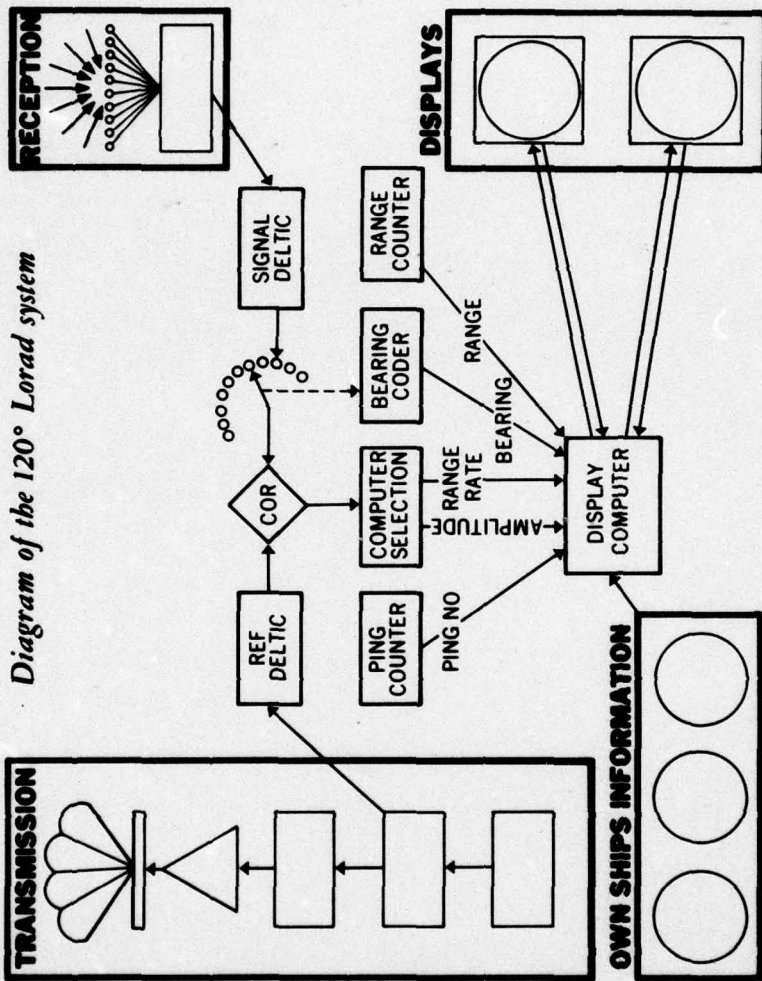 Diagram of the 120° Lorad system
TRANSMISSION
RECEPTION
REF
DELTIC
COR
SIGNAL
DELTIC
PING
COUNTER
COMPUTER
SELECTION
BEARING
CODER
RANGE
COUNTER
PING NO
AMPLITUDE
RANGE
RATE
BEARING
RANGE
DISPLAY
COMPUTER
OWN SHIPS INFORMATION
DISPLAYS